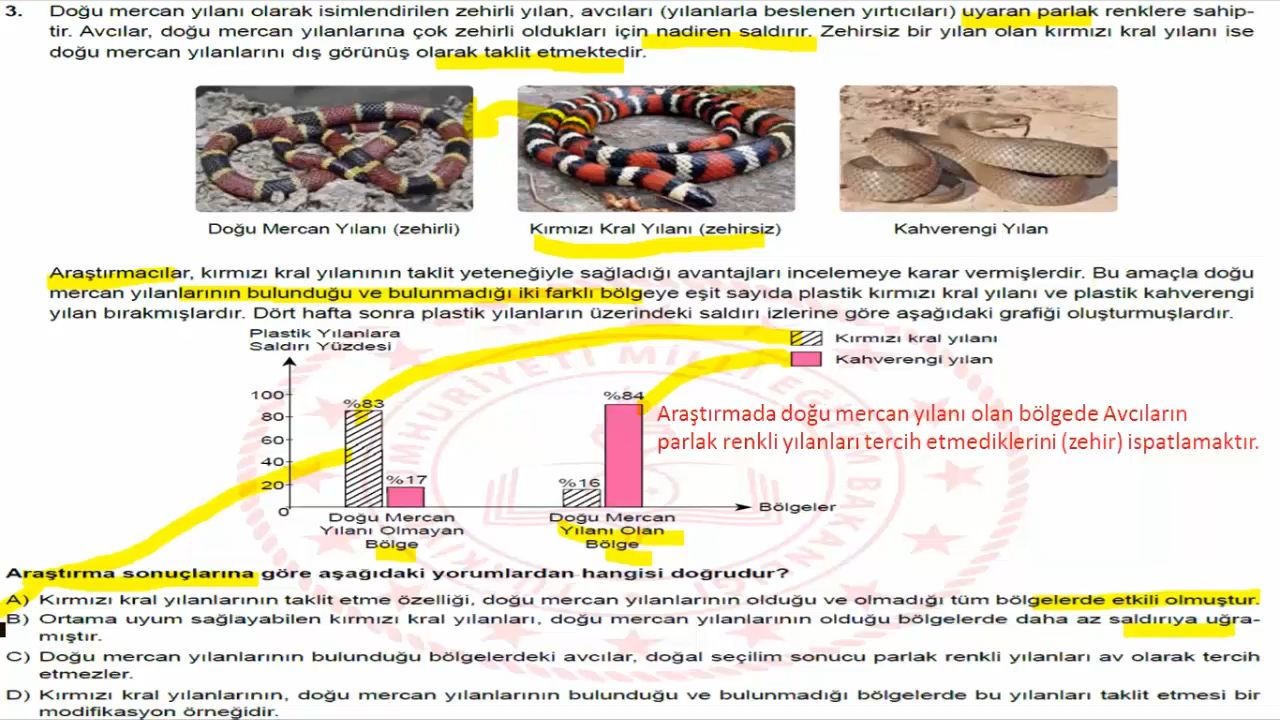 3. Doğu mercan yılanı olarak isimlendirilen zehirli yılan, avcıları (yılanlarla beslenen yırtıcıları) uyaran parlak renklere sahip-
tir. Avcılar, doğu mercan yılanlarına çok zehirli oldukları için nadiren saldırır. Zehirsiz bir yılan olan kırmızı kral yılanı ise
doğu mercan yılanlarını dış görünüş olarak taklit etmektedir.
Doğu Mercan Yılanı (zehirli)
Kırmızı Kral Yılanı (zehirsiz)
Kahverengi Yılan
Araştırmacılar, kırmızı kral yılanının taklit yeteneğiyle sağladığı avantajları incelemeye karar vermişlerdir. Bu amaçla doğu
mercan yılanlarının bulunduğu ve bulunmadığı iki farklı bölgeye eşit sayıda plastik kırmızı kral yılanı ve plastik kahverengi
yılan bırakmışlardır. Dört hafta sonra plastik yılanların üzerindeki saldırı izlerine göre aşağıdaki grafiği oluşturmuşlardır.
Plastik Yılanlara
Saldırı Yüzdesi
Kırmızı kral yılanı
Kahverengi yılan
100
80
60
40
20
0
%83
%17
%16
%84
Araştırmada doğu mercan yılanı olan bölgede Avcıların
parlak renkli yılanları tercih etmediklerini (zehir) ispatlamaktır.
Bölgeler
Doğu Mercan
Yılanı Olmayan
Bölge
Doğu Mercan
Yılanı Olan
Bölge
Araştırma sonuçlarına göre aşağıdaki yorumlardan hangisi doğrudur?
A) Kırmızı kral yılanlarının taklit etme özelliği, doğu mercan yılanlarının olduğu ve olmadığı tüm bölgelerde etkili olmuştur.
B) Ortama uyum sağlayabilen kırmızı kral yılanları, doğu mercan yılanlarının olduğu bölgelerde daha az saldırıya uğra-
mıştır.
C) Doğu mercan yılanlarının bulunduğu bölgelerdeki avcılar, doğal seçilim sonucu parlak renkli yılanları av olarak tercih
etmezler.
D) Kırmızı kral yılanlarının, doğu mercan yılanlarının bulunduğu ve bulunmadığı bölgelerde bu yılanları taklit etmesi bir
modifikasyon örneğidir.